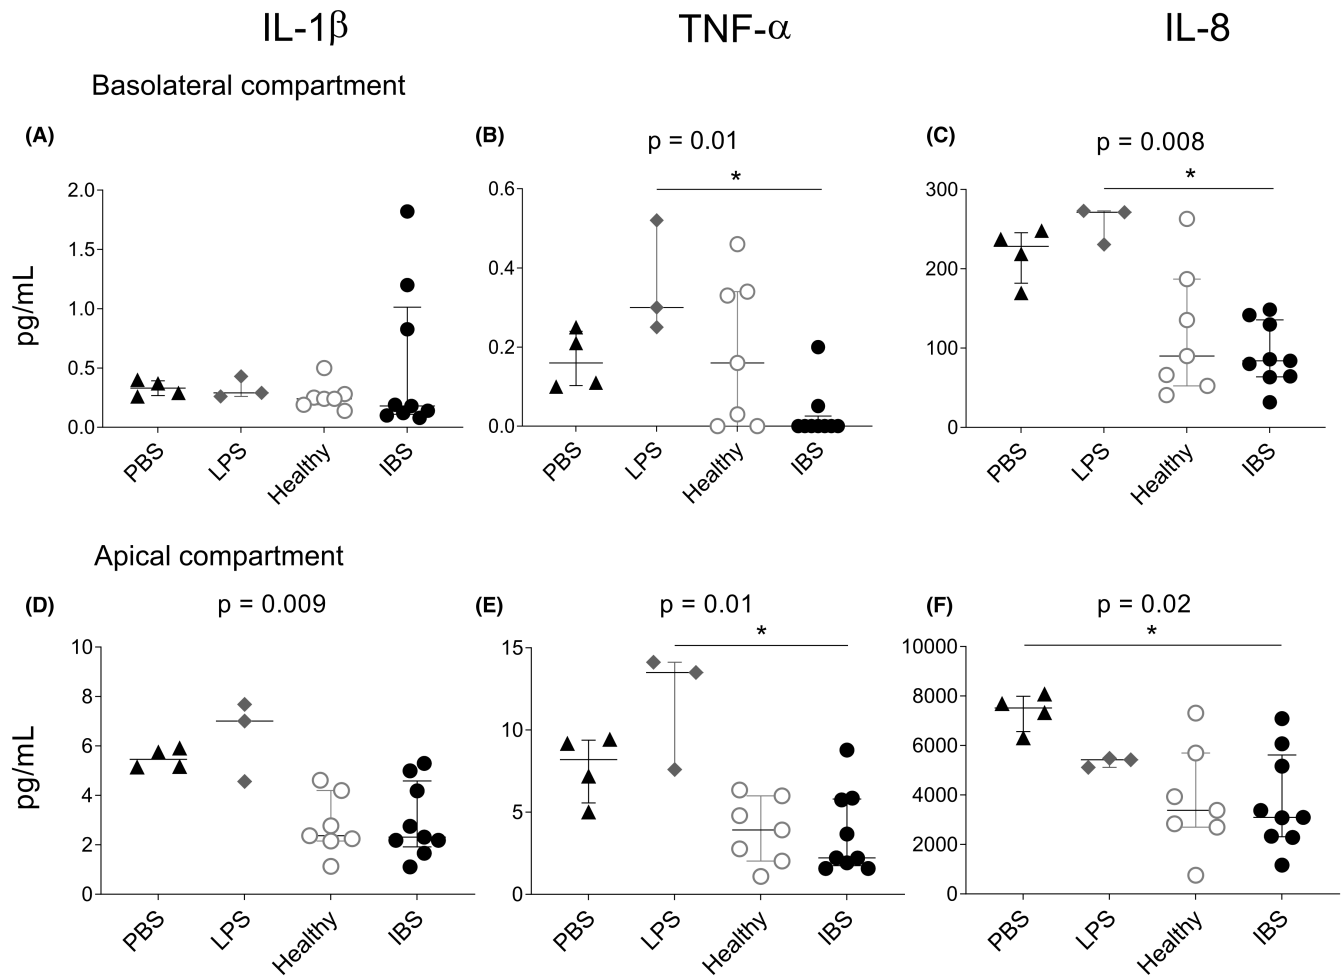 IL-1β TNF-α IL-8
Basolateral compartment
(A) (B) p = 0.01 (C) p = 0.008
* *
pg/mL
2.0
1.5
1.0
0.5
0.0
PBS LPS Healthy IBS
0.6
0.4
0.2
0.0
PBS LPS Healthy IBS
300
200
100
0
PBS LPS Healthy IBS
Apical compartment
(D) p = 0.009 (E) p = 0.01 (F) p = 0.02
* *
pg/mL
10
8
6
4
2
0
PBS LPS Healthy IBS
15
10
5
0
PBS LPS Healthy IBS
10000
8000
6000
4000
2000
0
PBS LPS Healthy IBS